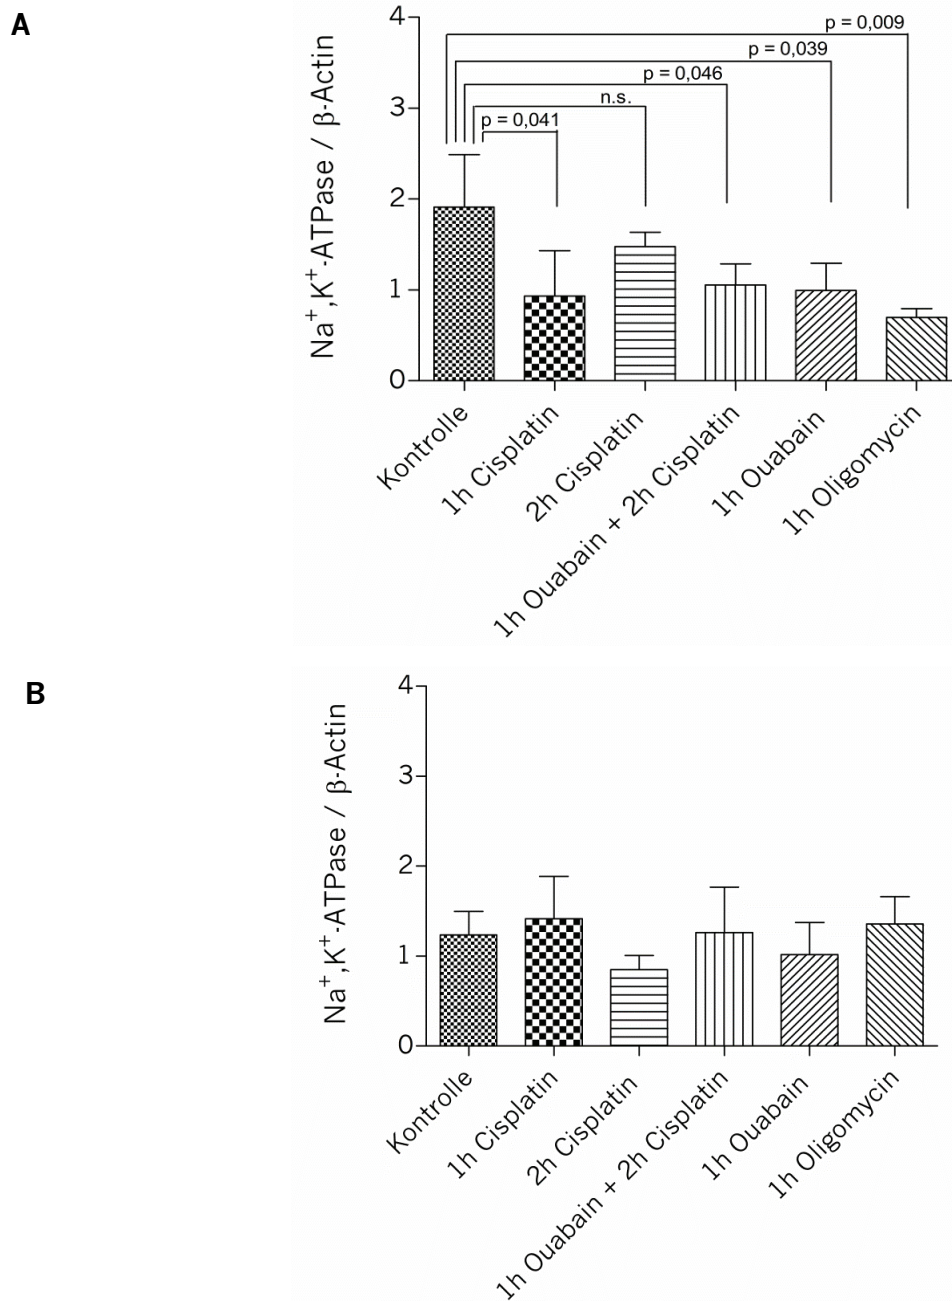 A
Na⁺,K⁺-ATPase / β-Actin
4
3
2
1
0
p = 0,009
p = 0,039
p = 0,046
n.s.
p = 0,041
Kontrolle
1h Cisplatin
2h Cisplatin
1h Ouabain + 2h Cisplatin
1h Ouabain
1h Oligomycin
B
Na⁺,K⁺-ATPase / β-Actin
4
3
2
1
0
Kontrolle
1h Cisplatin
2h Cisplatin
1h Ouabain + 2h Cisplatin
1h Ouabain
1h Oligomycin